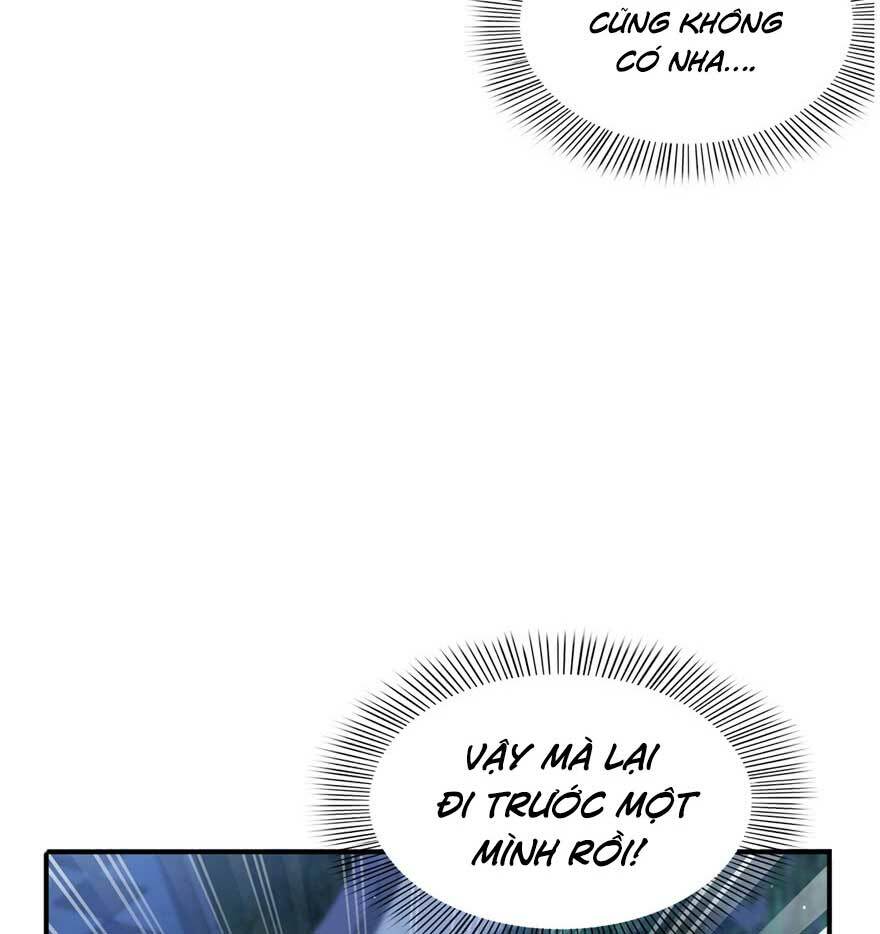 CŨNG KHÔNG
CÓ NHA....
VẬY MÀ LẠI
ĐI TRƯỚC MỘT
MÌNH RỒI!